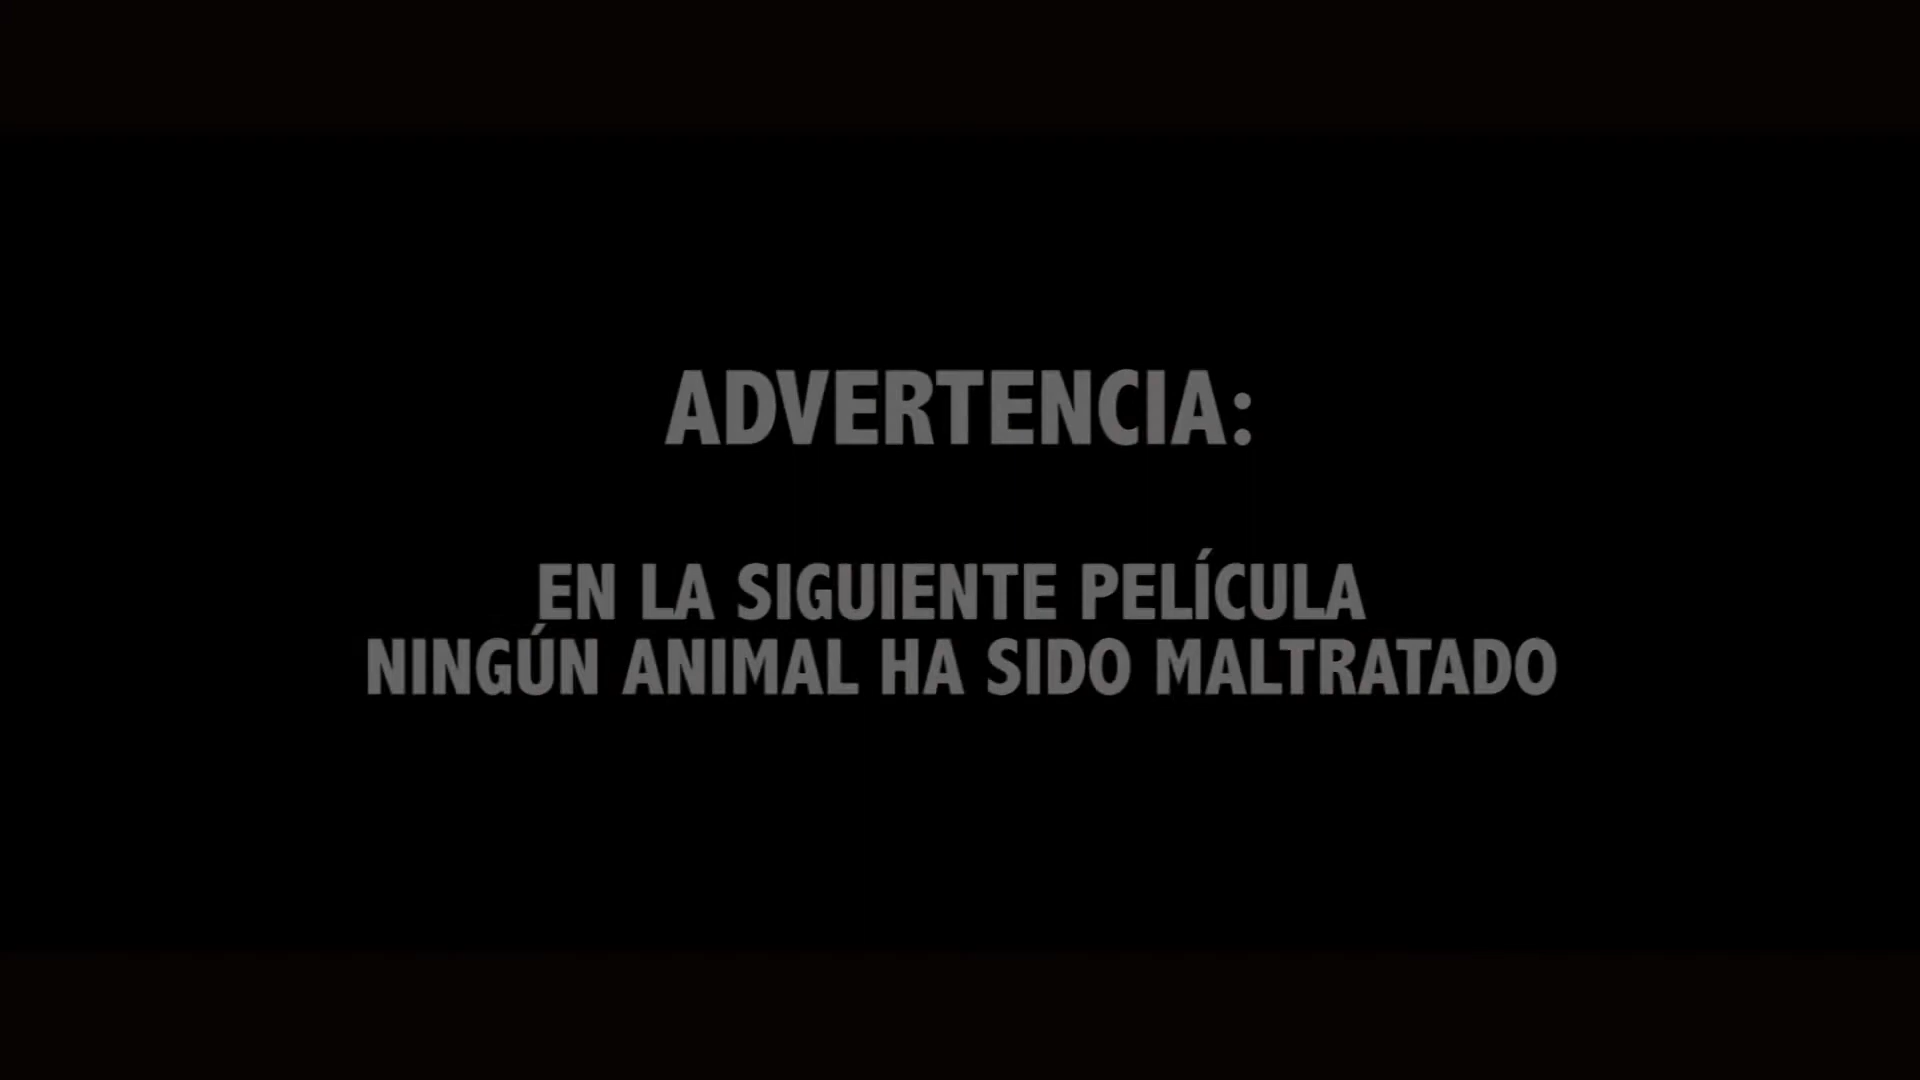 ADVERTENCIA:
EN LA SIGUIENTE PELÍCULA
NINGÚN ANIMAL HA SIDO MALTRATADO